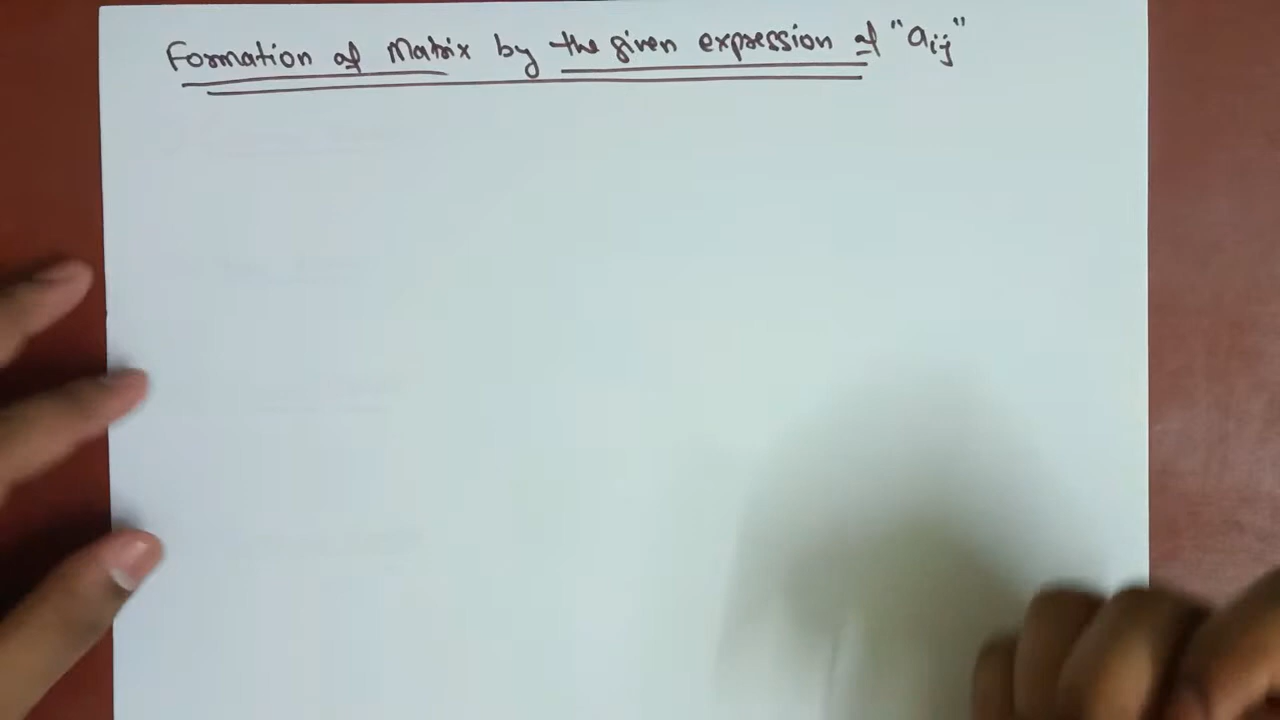 Formation of Matrix by the given expression of "aij"